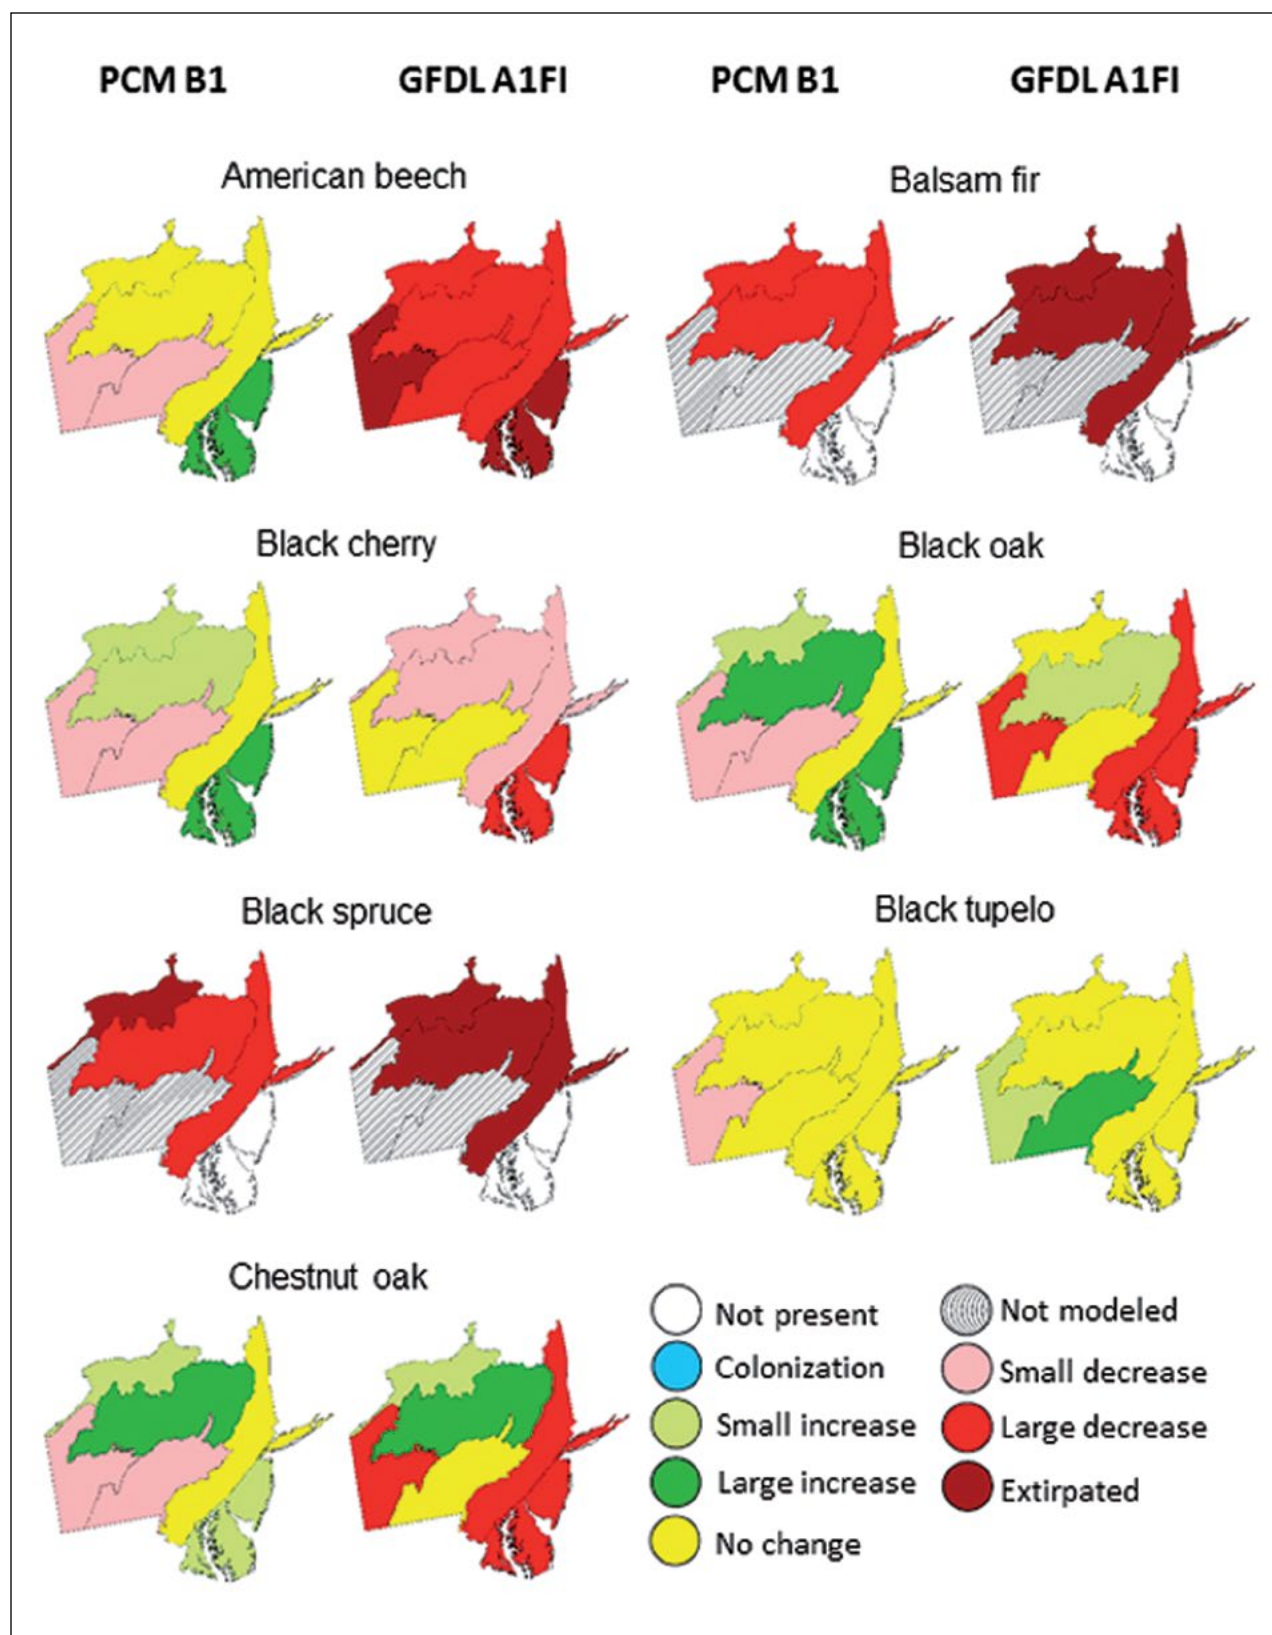 PCM B1 GFDL A1FI PCM B1 GFDL A1FI
American beech Balsam fir
Black cherry Black oak
Black spruce Black tupelo
Chestnut oak
Not present Not modeled
Colonization Small decrease
Small increase Large decrease
Large increase Extirpated
No change